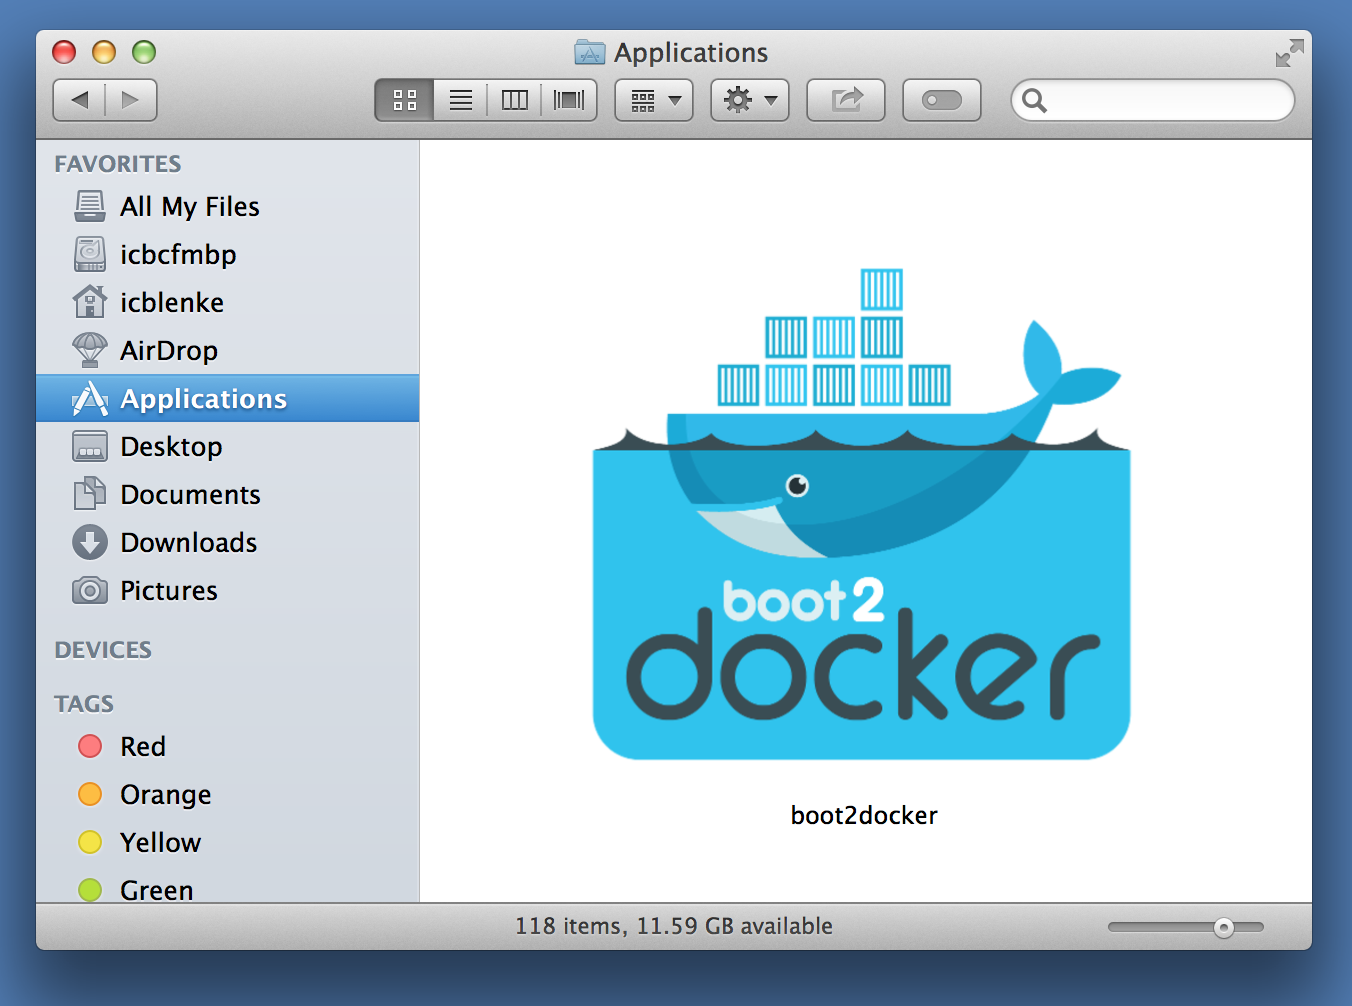 Applications
FAVORITES
All My Files
icbcfmbp
icblenke
AirDrop
Applications
Desktop
Documents
Downloads
Pictures
DEVICES
TAGS
Red
Orange
Yellow
Green
boot2
docker
boot2docker
118 items, 11.59 GB available